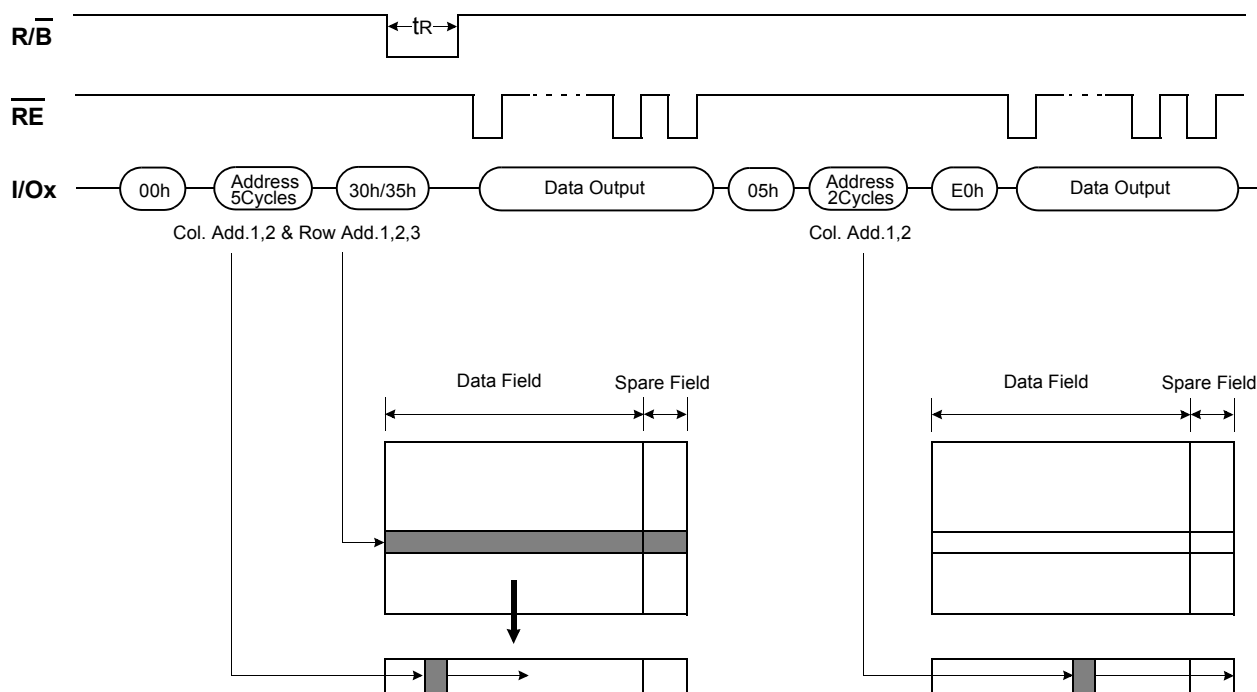 R/B
tR
RE
I/Ox
00h
Address
5Cycles
30h/35h
Data Output
05h
Address
2Cycles
E0h
Data Output
Col. Add.1,2 & Row Add.1,2,3
Col. Add.1,2
Data Field
Spare Field
Data Field
Spare Field